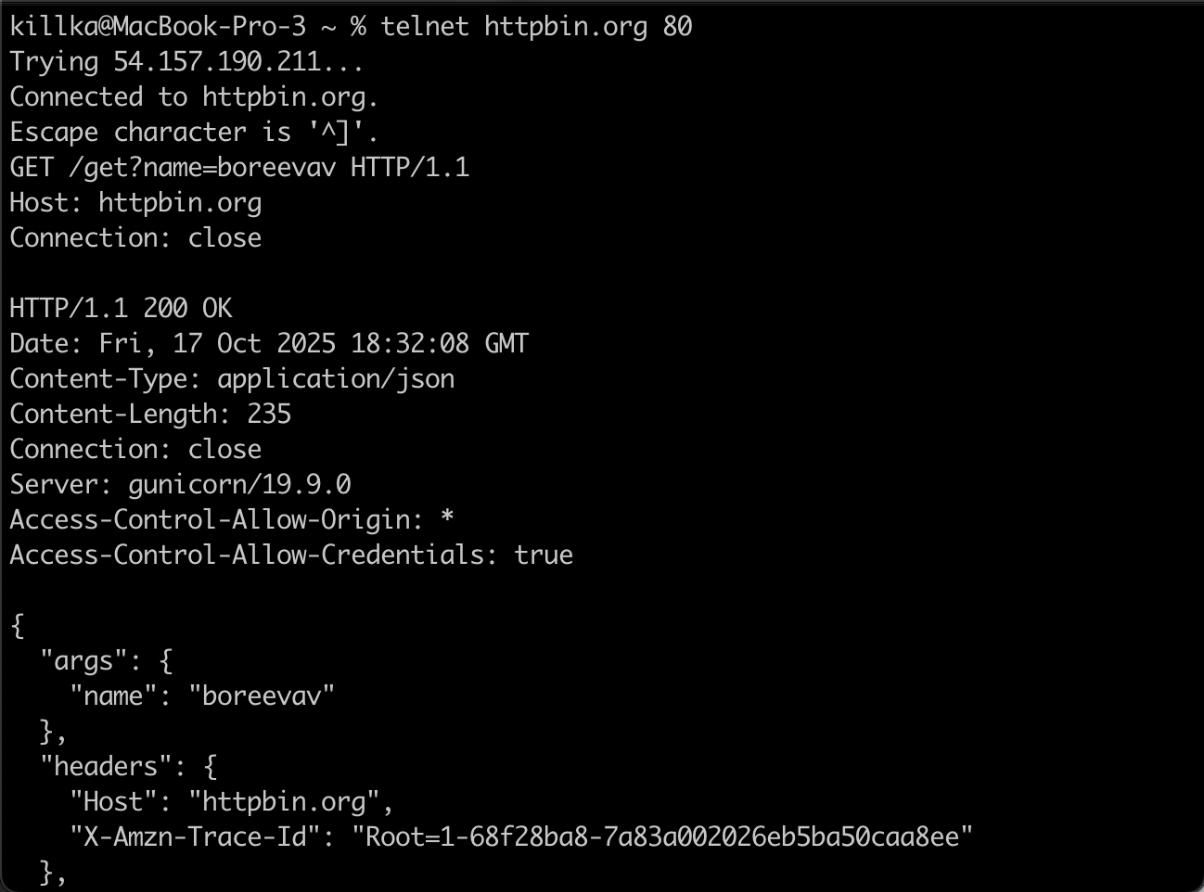 killka@MacBook-Pro-3 ~ % telnet httpbin.org 80
Trying 54.157.190.211...
Connected to httpbin.org.
Escape character is '^]'.
GET /get?name=boreevav HTTP/1.1
Host: httpbin.org
Connection: close

HTTP/1.1 200 OK
Date: Fri, 17 Oct 2025 18:32:08 GMT
Content-Type: application/json
Content-Length: 235
Connection: close
Server: gunicorn/19.9.0
Access-Control-Allow-Origin: *
Access-Control-Allow-Credentials: true

{
  "args": {
    "name": "boreevav"
  },
  "headers": {
    "Host": "httpbin.org",
    "X-Amzn-Trace-Id": "Root=1-68f28ba8-7a83a002026eb5ba50caa8ee"
  },